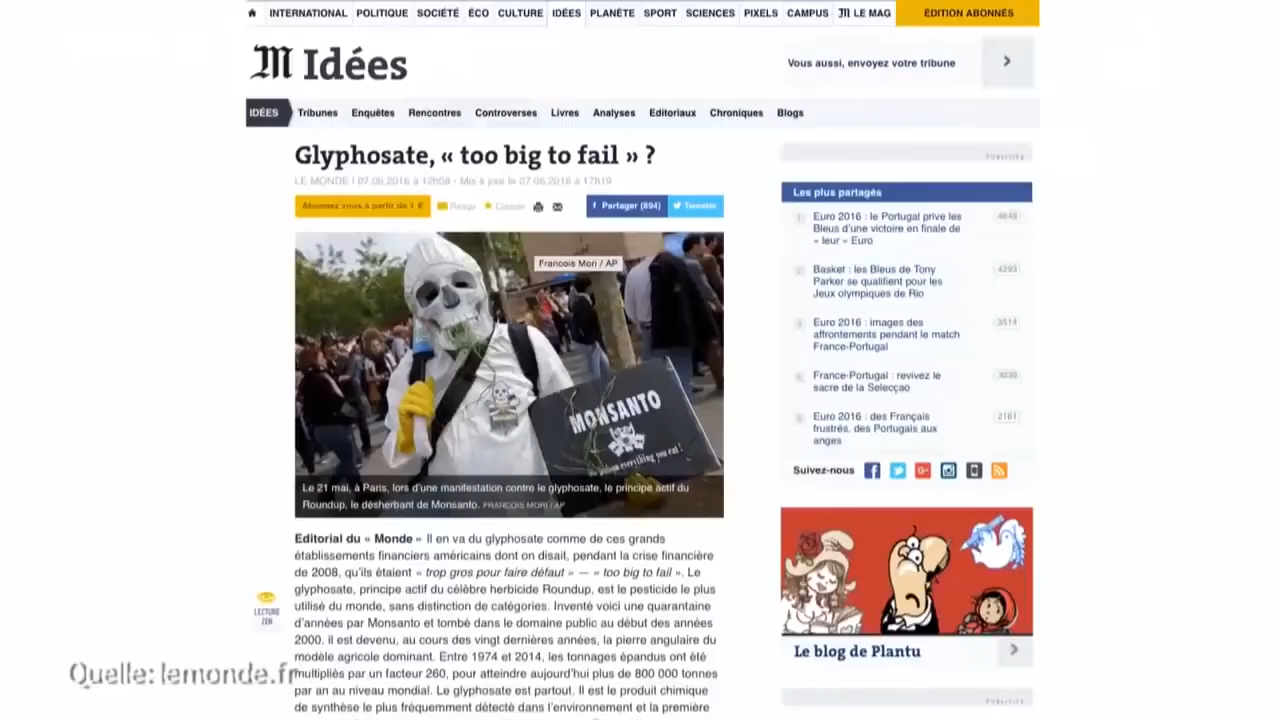 INTERNATIONAL POLITIQUE SOCIÉTÉ ÉCO CULTURE IDÉES PLANÈTE SPORT SCIENCES PIXELS CAMPUS M LE MAG ÉDITION ABONNÉS
M Idées
Vous aussi, envoyez votre tribune
IDÉES Tribunes Enquêtes Rencontres Controverses Livres Analyses Editoriaux Chroniques Blogs
Glyphosate, « too big to fail » ?
LE MONDE | 07.06.2016 à 12h08 • Mis à jour le 07.06.2016 à 17h19
Abonnez vous à partir de 1 € Réagir Classer Partager (894) Tweeter
Francois Mori / AP
MONSANTO
Le 21 mai, à Paris, lors d'une manifestation contre le glyphosate, le principe actif du
Roundup, le désherbant de Monsanto. FRANCOIS MORI / AP
Editorial du « Monde » Il en va du glyphosate comme de ces grands
établissements financiers américains dont on disait, pendant la crise financière
de 2008, qu'ils étaient « trop gros pour faire défaut » — « too big to fail ». Le
glyphosate, principe actif du célèbre herbicide Roundup, est le pesticide le plus
utilisé du monde, sans distinction de catégories. Inventé voici une quarantaine
d'années par Monsanto et tombé dans le domaine public au début des années
2000, il est devenu, au cours des vingt dernières années, la pierre angulaire du
modèle agricole dominant. Entre 1974 et 2014, les tonnages épandus ont été
multipliés par un facteur 260, pour atteindre aujourd'hui plus de 800 000 tonnes
par an au niveau mondial. Le glyphosate est partout. Il est le produit chimique
de synthèse le plus fréquemment détecté dans l'environnement et la première
LECTURE
ZEN
Quelle: lemonde.fr
Publicité
Les plus partagés
1 Euro 2016 : le Portugal prive les 4649
Bleus d'une victoire en finale de
« leur » Euro
2 Basket : les Bleus de Tony 4293
Parker se qualifient pour les
Jeux olympiques de Rio
3 Euro 2016 : images des 3514
affrontements pendant le match
France-Portugal
4 France-Portugal : revivez le 3030
sacre de la Selecçao
5 Euro 2016 : des Français 2161
frustrés, des Portugais aux
anges
Suivez-nous
Le blog de Plantu
Publicité